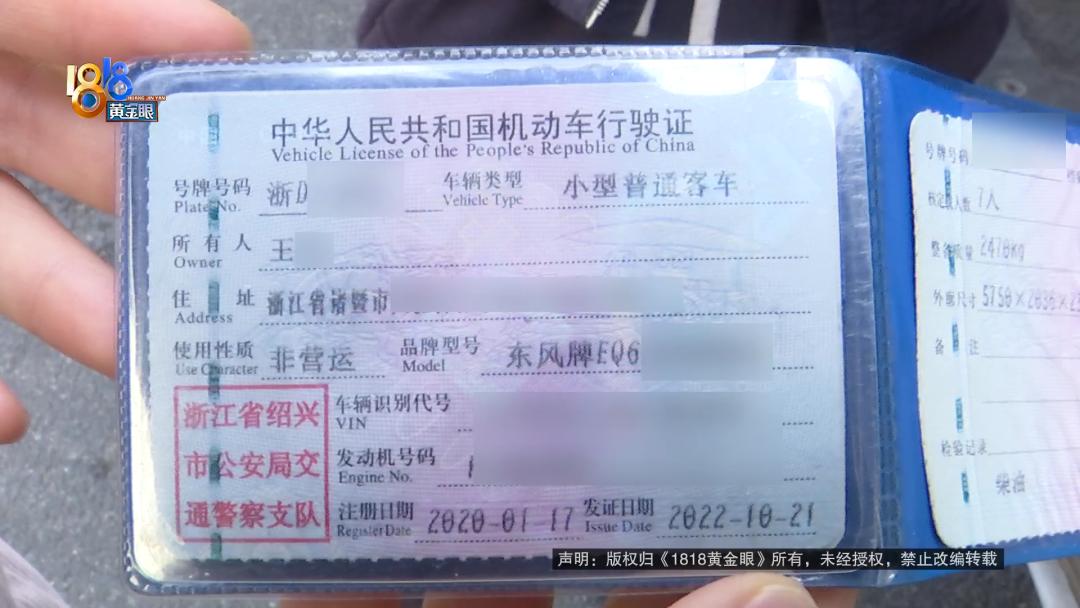 1818
HUANG JIN YAN
黄金眼
中华人民共和国机动车行驶证
Vehicle License of the People's Republic of China
号牌号码 浙D 车辆类型 小型普通客车
Plate No. Vehicle Type
所有人 王
Owner
住址 浙江省诸暨市
Address
使用性质 非营运 品牌型号 东风牌EQ6
Use Character Model
浙江省绍兴
市公安局交
通警察支队
车辆识别代号
VIN
发动机号码
Engine No.
注册日期 2020-01-17 发证日期 2022-10-21
Register Date Issue Date
号牌号码
核定载人数 7人
整备质量 2470kg
外廓尺寸 5750×2030×2
备注
检验记录
柴油
声明：版权归《1818黄金眼》所有，未经授权，禁止改编转载